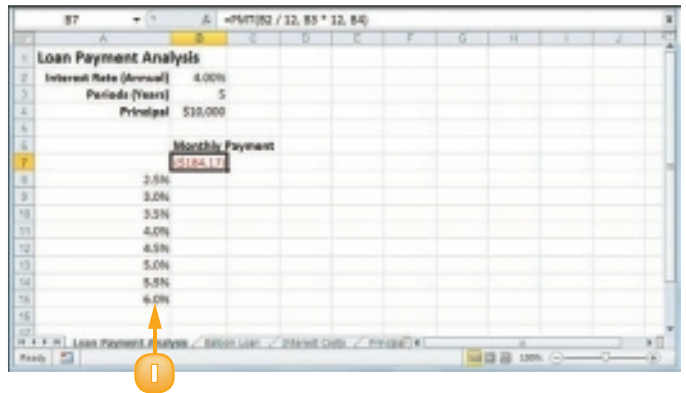 B7 =PMT(B2 / 12, B3 * 12, B4)
A B C D E F G H I J
1 Loan Payment Analysis
2 Interest Rate (Annual) 4.00%
3 Periods (Years) 5
4 Principal $10,000
5
6 Monthly Payment
7 ($184.17)
8 2.5%
9 3.0%
10 3.5%
11 4.0%
12 4.5%
13 5.0%
14 5.5%
15 6.0%
16
17
Loan Payment Analysis Balloon Loan Interest Costs Principal
Ready 100%
1